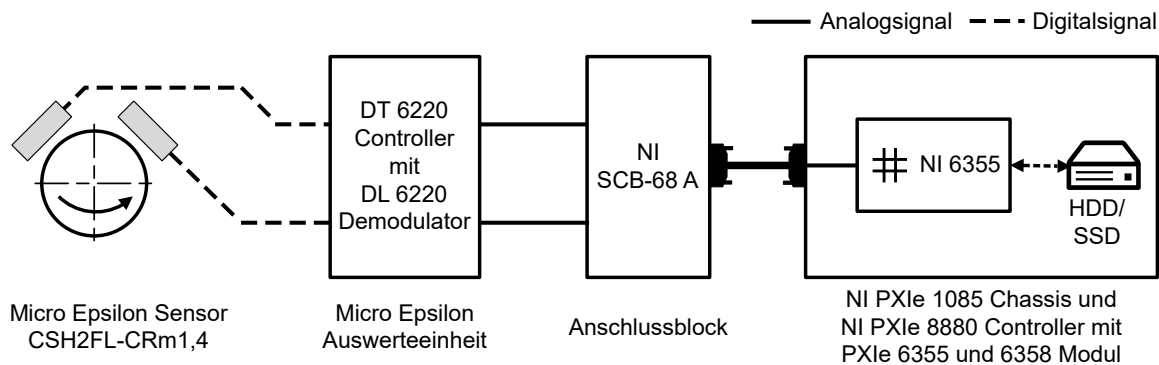 Analogsignal
Digitalsignal
DT 6220
Controller
mit
DL 6220
Demodulator
NI
SCB-68 A
NI 6355
HDD/
SSD
Micro Epsilon Sensor
CSH2FL-CRm1,4
Micro Epsilon
Auswerteeinheit
Anschlussblock
NI PXIe 1085 Chassis und
NI PXIe 8880 Controller mit
PXIe 6355 und 6358 Modul